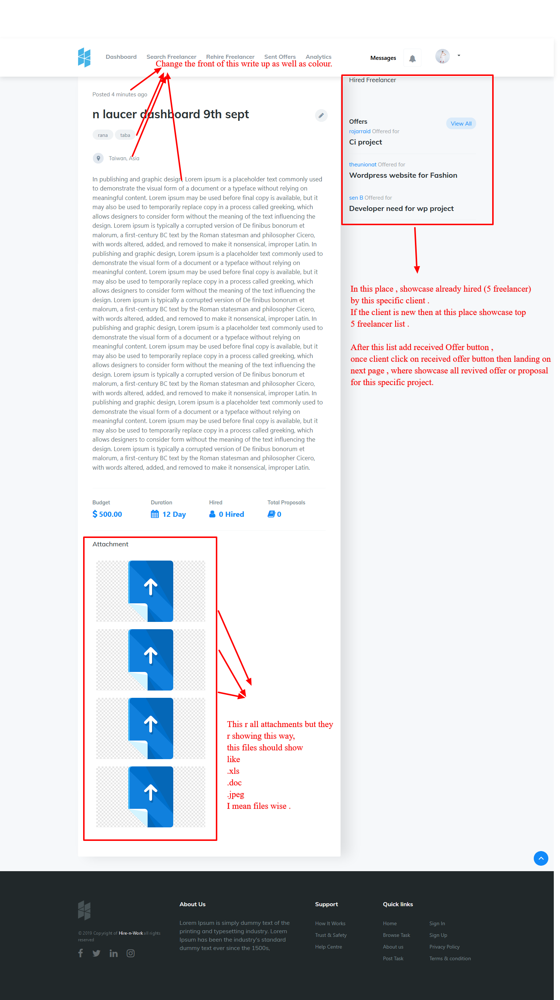 Dashboard Search Freelancer Rehire Freelancer Sent Offers Analytics Messages
Change the front of this write up as well as colour.
Posted 4 minutes ago
n laucer dashboard 9th sept
rana taba
Taiwan, Asia
In publishing and graphic design, Lorem ipsum is a placeholder text commonly used
to demonstrate the visual form of a document or a typeface without relying on
meaningful content. Lorem ipsum may be used before final copy is available, but it
may also be used to temporarily replace copy in a process called greeking, which
allows designers to consider form without the meaning of the text influencing the
design. Lorem ipsum is typically a corrupted version of De finibus bonorum et
malorum, a first-century BC text by the Roman statesman and philosopher Cicero,
with words altered, added, and removed to make it nonsensical, improper Latin. In
publishing and graphic design, Lorem ipsum is a placeholder text commonly used to
demonstrate the visual form of a document or a typeface without relying on
meaningful content. Lorem ipsum may be used before final copy is available, but it
may also be used to temporarily replace copy in a process called greeking, which
allows designers to consider form without the meaning of the text influencing the
design. Lorem ipsum is typically a corrupted version of De finibus bonorum et
malorum, a first-century BC text by the Roman statesman and philosopher Cicero,
with words altered, added, and removed to make it nonsensical, improper Latin. In
publishing and graphic design, Lorem ipsum is a placeholder text commonly used to
demonstrate the visual form of a document or a typeface without relying on
meaningful content. Lorem ipsum may be used before final copy is available, but it
may also be used to temporarily replace copy in a process called greeking, which
allows designers to consider form without the meaning of the text influencing the
design. Lorem ipsum is typically a corrupted version of De finibus bonorum et
malorum, a first-century BC text by the Roman statesman and philosopher Cicero,
with words altered, added, and removed to make it nonsensical, improper Latin. In
publishing and graphic design, Lorem ipsum is a placeholder text commonly used to
demonstrate the visual form of a document or a typeface without relying on
meaningful content. Lorem ipsum may be used before final copy is available, but it
may also be used to temporarily replace copy in a process called greeking, which
allows designers to consider form without the meaning of the text influencing the
design. Lorem ipsum is typically a corrupted version of De finibus bonorum et
malorum, a first-century BC text by the Roman statesman and philosopher Cicero,
with words altered, added, and removed to make it nonsensical, improper Latin.
Budget Duration Hired Total Proposals
$ 500.00 12 Day 0 Hired 0
Attachment
This r all attachments but they
r showing this way,
this files should show
like
.xls
.doc
.jpeg
I mean files wise .
Hired Freelancer
Offers View All
rojarraid Offered for
Ci project
theunionat Offered for
Wordpress website for Fashion
sen B Offered for
Developer need for wp project
In this place , showcase already hired (5 freelancer)
by this specific client .
If the client is new then at this place showcase top
5 freelancer list .
After this list add received Offer button ,
once client click on received offer button then landing on
next page , where showcase all revived offer or proposal
for this specific project.
© 2019 Copyright of Hire-n-Work all rights
reserved
About Us
Lorem Ipsum is simply dummy text of the
printing and typesetting industry. Lorem
Ipsum has been the industry's standard
dummy text ever since the 1500s,
Support
How It Works
Trust & Safety
Help Centre
Quick links
Home Sign In
Browse Task Sign Up
About us Privacy Policy
Post Task Terms & condition